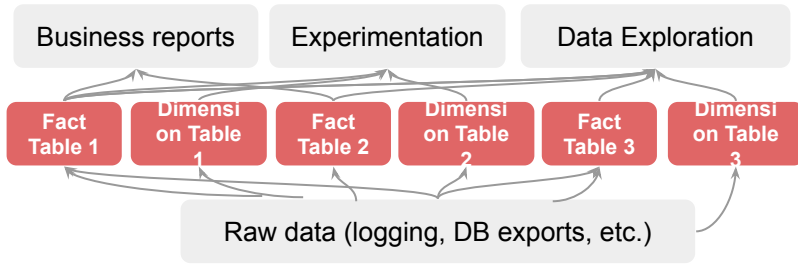 Business reports
Experimentation
Data Exploration
Fact
Table 1
Dimensi
on Table
1
Fact
Table 2
Dimensi
on Table
2
Fact
Table 3
Dimensi
on Table
3
Raw data (logging, DB exports, etc.)